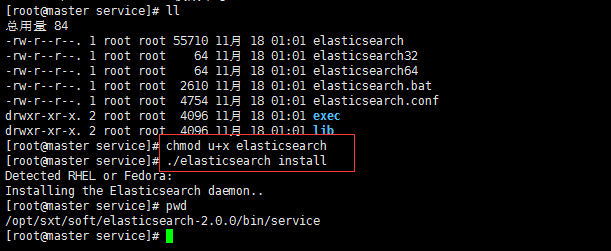 [root@master service]# ll
总用量 84
-rw-r--r--. 1 root root 55710 11月 18 01:01 elasticsearch
-rw-r--r--. 1 root root    64 11月 18 01:01 elasticsearch32
-rw-r--r--. 1 root root    64 11月 18 01:01 elasticsearch64
-rw-r--r--. 1 root root  2610 11月 18 01:01 elasticsearch.bat
-rw-r--r--. 1 root root  4754 11月 18 01:01 elasticsearch.conf
drwxr-xr-x. 2 root root  4096 11月 18 01:01 exec
drwxr-xr-x. 2 root root  4096 11月 18 01:01 lib
[root@master service]# chmod u+x elasticsearch
[root@master service]# ./elasticsearch install
Detected RHEL or Fedora:
Installing the Elasticsearch daemon..
[root@master service]# pwd
/opt/sxt/soft/elasticsearch-2.0.0/bin/service
[root@master service]#